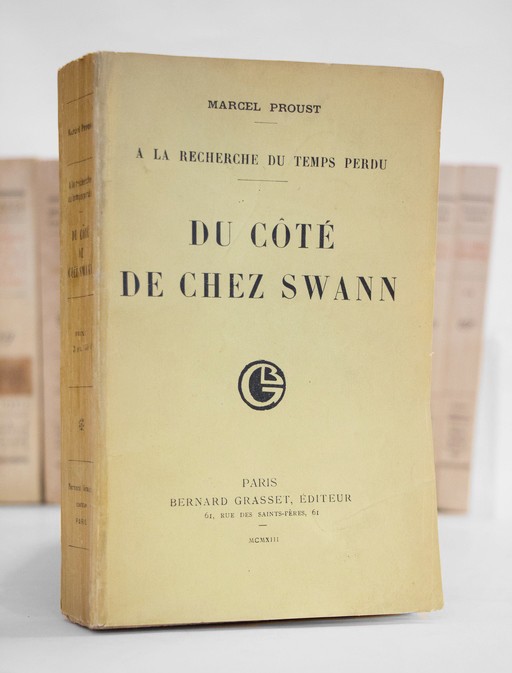 MARCEL PROUST
A LA RECHERCHE DU TEMPS PERDU
DU CÔTÉ
DE CHEZ SWANN
BG
PARIS
BERNARD GRASSET, ÉDITEUR
61, RUE DES SAINTS-PÈRES, 61
MCMXIII